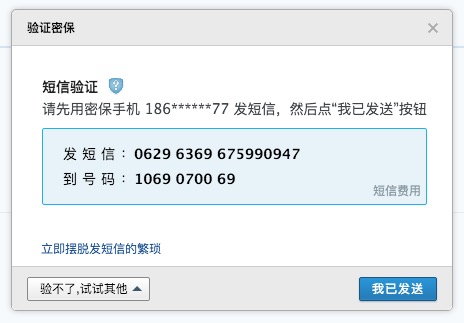 验证密保
短信验证
请先用密保手机 186******77 发短信，然后点“我已发送”按钮
发 短 信 ： 0629 6369 675990947
到 号 码 ： 1069 0700 69
短信费用
立即摆脱发短信的繁琐
验不了,试试其他
我已发送